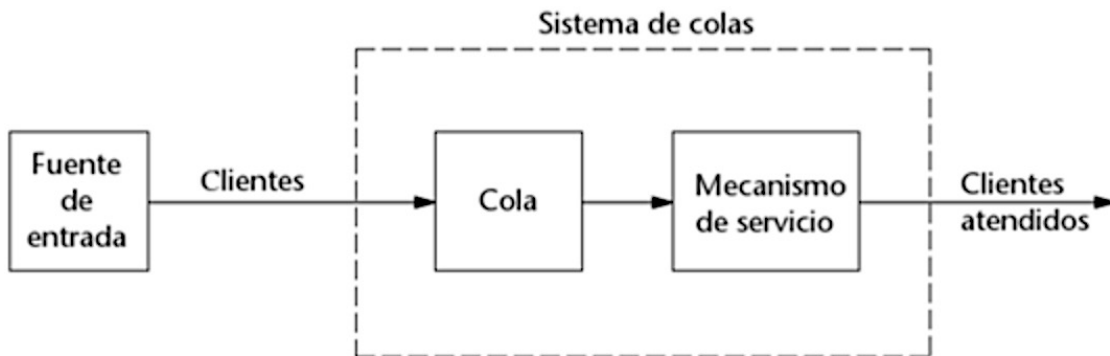 Sistema de colas
Fuente
de
entrada
Clientes
Cola
Mecanismo
de servicio
Clientes
atendidos